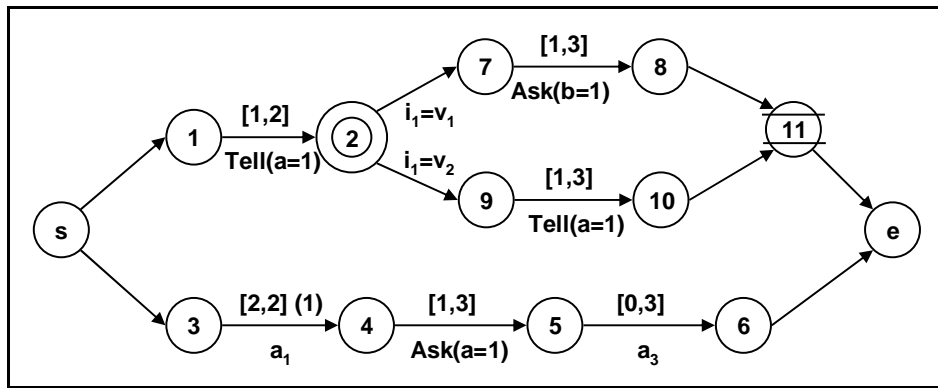 [1,3]
7
8
Ask(b=1)
[1,2]
i₁=v₁
1
2
11
Tell(a=1)
i₁=v₂
[1,3]
9
10
Tell(a=1)
s
e
[2,2] (1)
[1,3]
[0,3]
3
4
5
6
a₁
Ask(a=1)
a₃